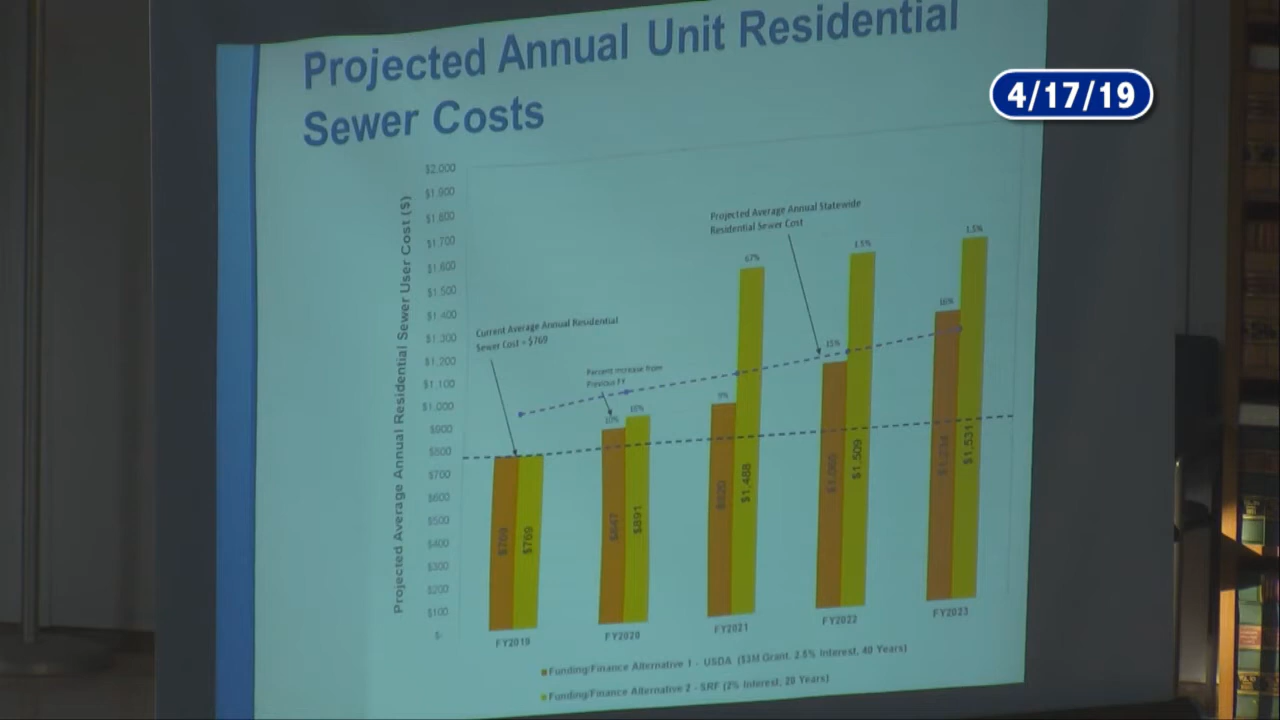 Projected Annual Unit Residential
Sewer Costs
4/17/19
Projected Average Annual Residential Sewer User Cost ($)
$2,000
$1,900
$1,800
$1,700
$1,600
$1,500
$1,400
$1,300
$1,200
$1,100
$1,000
$900
$800
$700
$600
$500
$400
$300
$200
$100
$-
Current Average Annual Residential
Sewer Cost = $769
Percent increase from
Previous FY
Projected Average Annual Statewide
Residential Sewer Cost
10%
9%
67%
15%
1.5%
16%
1.5%
$769
$769
$891
$1,488
$1,509
$1,531
FY2019
FY2020
FY2021
FY2022
FY2023
Funding/Finance Alternative 1 - USDA ($3M Grant, 2.5% Interest, 40 Years)
Funding/Finance Alternative 2 - SRF (2% Interest, 20 Years)